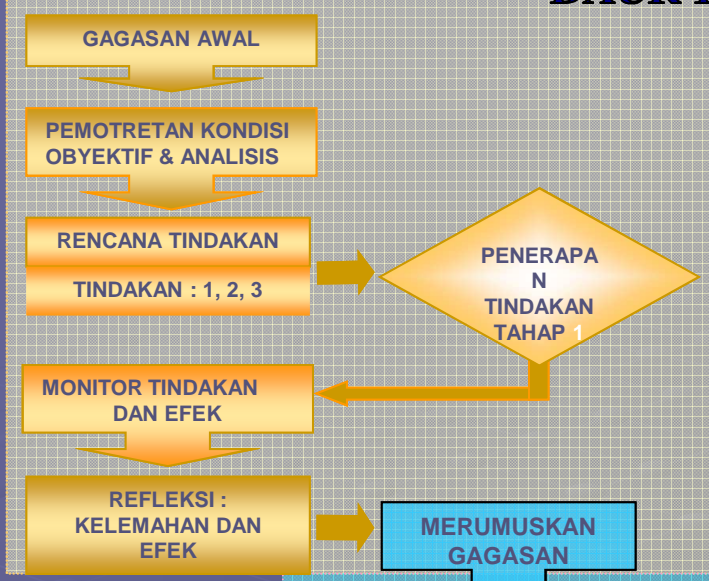 GAGASAN AWAL
PEMOTRETAN KONDISI
OBYEKTIF & ANALISIS
RENCANA TINDAKAN
TINDAKAN : 1, 2, 3
PENERAPA
N
TINDAKAN
TAHAP 1
MONITOR TINDAKAN
DAN EFEK
REFLEKSI :
KELEMAHAN DAN
EFEK
MERUMUSKAN
GAGASAN